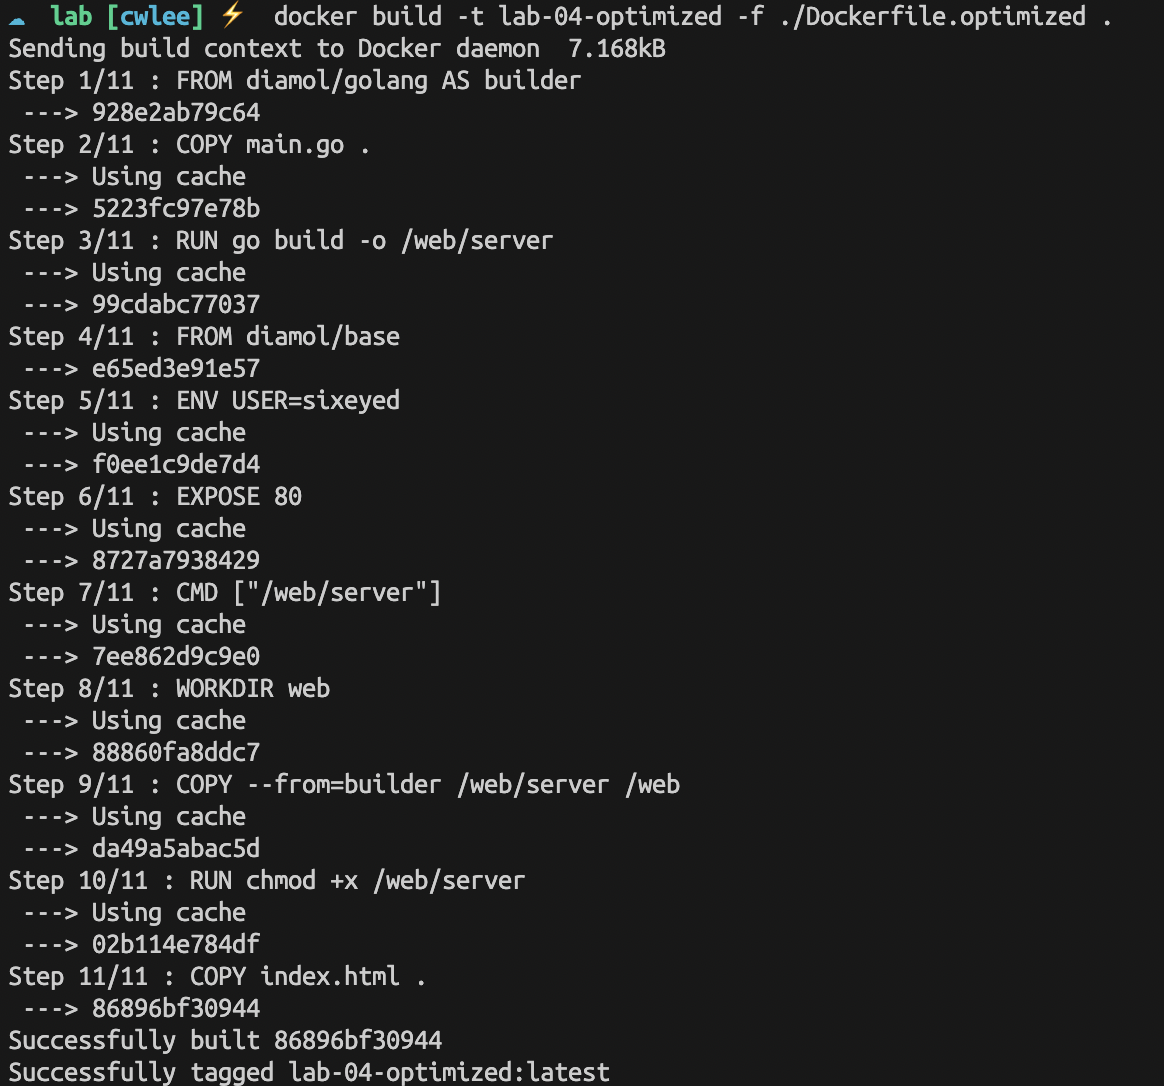 lab [cwlee] ⚡ docker build -t lab-04-optimized -f ./Dockerfile.optimized .
Sending build context to Docker daemon  7.168kB
Step 1/11 : FROM diamol/golang AS builder
 ---> 928e2ab79c64
Step 2/11 : COPY main.go .
 ---> Using cache
 ---> 5223fc97e78b
Step 3/11 : RUN go build -o /web/server
 ---> Using cache
 ---> 99cdabc77037
Step 4/11 : FROM diamol/base
 ---> e65ed3e91e57
Step 5/11 : ENV USER=sixeyed
 ---> Using cache
 ---> f0ee1c9de7d4
Step 6/11 : EXPOSE 80
 ---> Using cache
 ---> 8727a7938429
Step 7/11 : CMD ["/web/server"]
 ---> Using cache
 ---> 7ee862d9c9e0
Step 8/11 : WORKDIR web
 ---> Using cache
 ---> 88860fa8ddc7
Step 9/11 : COPY --from=builder /web/server /web
 ---> Using cache
 ---> da49a5abac5d
Step 10/11 : RUN chmod +x /web/server
 ---> Using cache
 ---> 02b114e784df
Step 11/11 : COPY index.html .
 ---> 86896bf30944
Successfully built 86896bf30944
Successfully tagged lab-04-optimized:latest